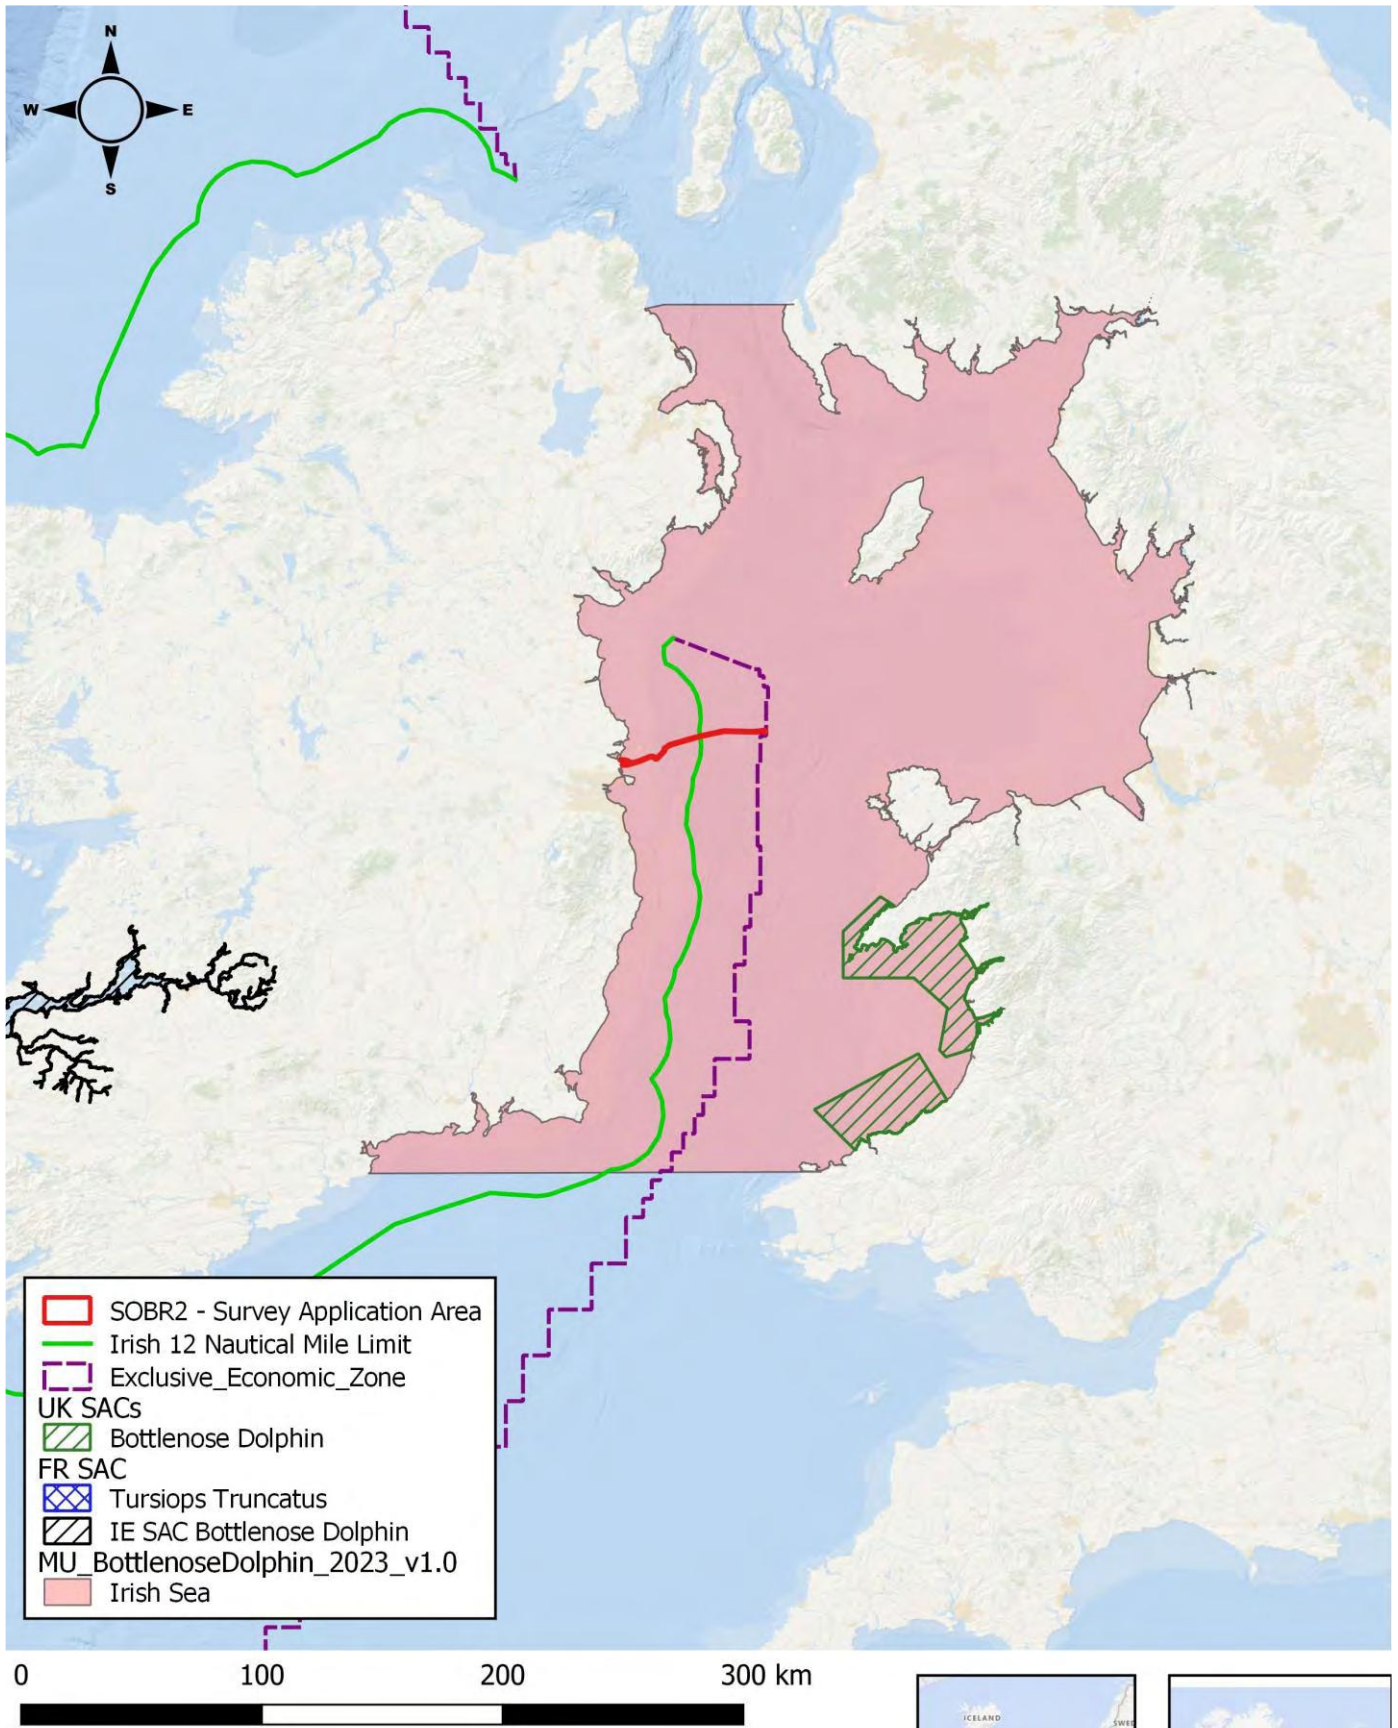 N
W E
S
SOBR2 - Survey Application Area
Irish 12 Nautical Mile Limit
Exclusive_Economic_Zone
UK SACs
Bottlenose Dolphin
FR SAC
Tursiops Truncatus
IE SAC Bottlenose Dolphin
MU_BottlenoseDolphin_2023_v1.0
Irish Sea
0 100 200 300 km
ICELAND
SWE